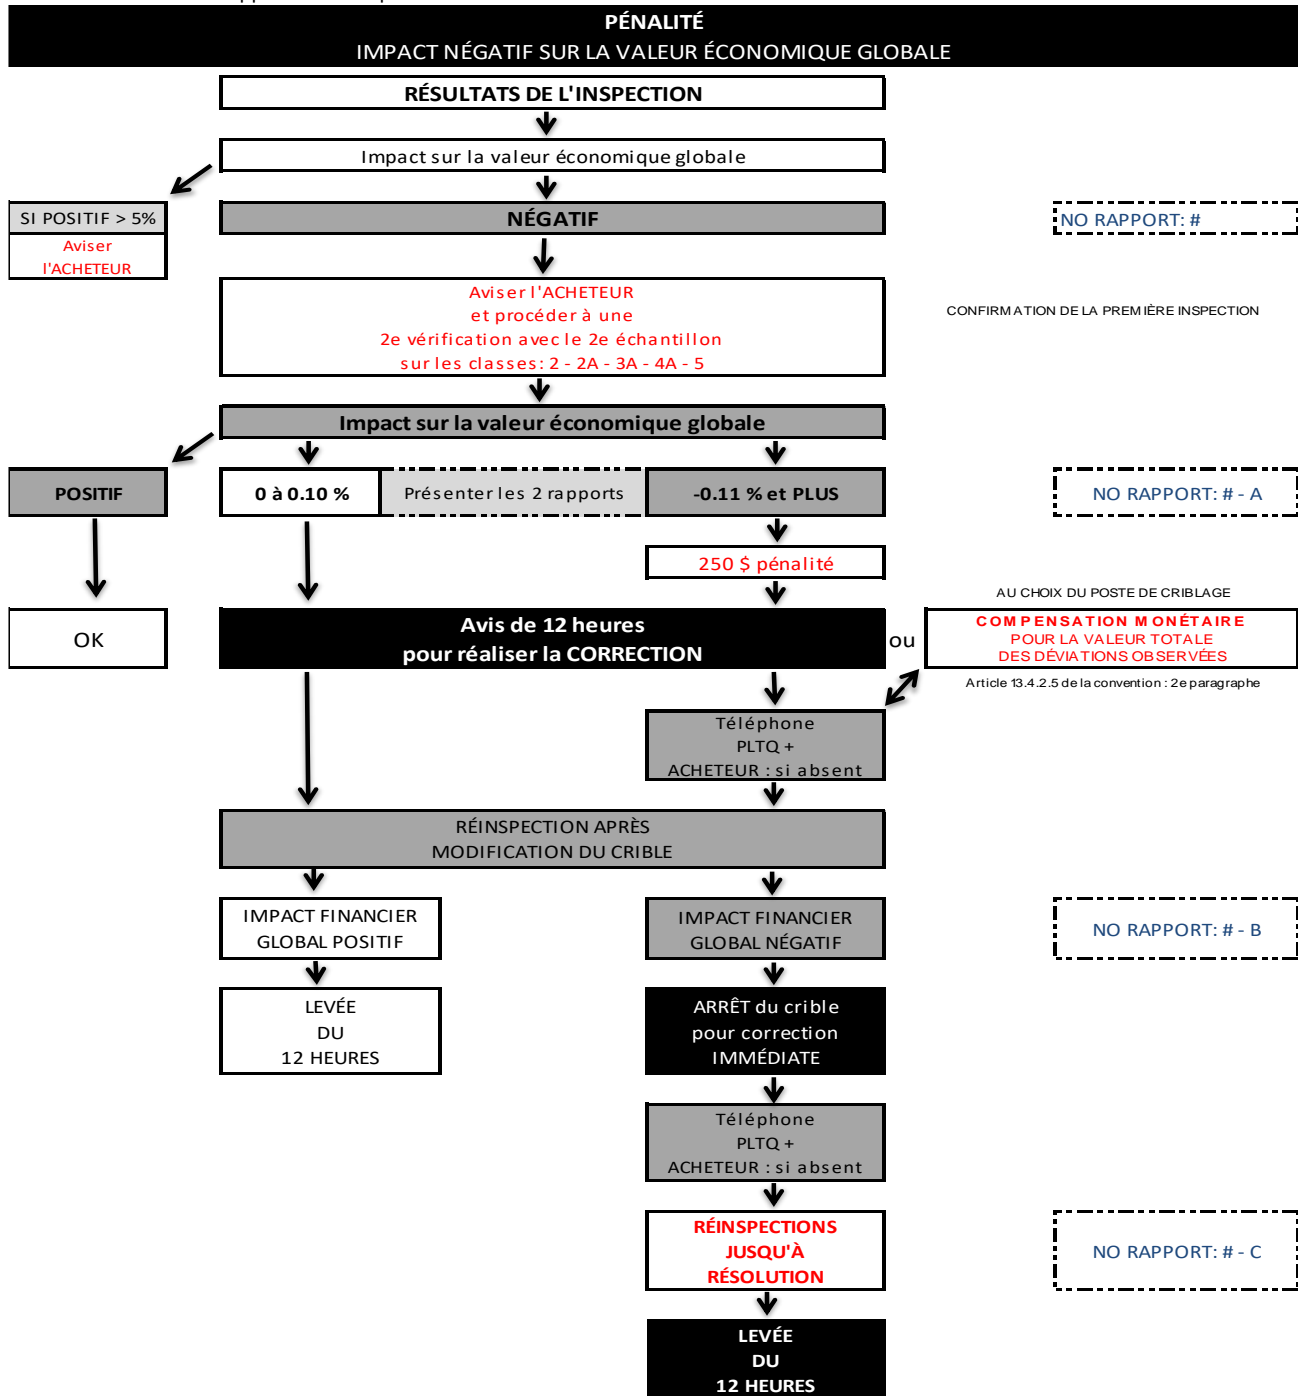 PÉNALITÉ
IMPACT NÉGATIF SUR LA VALEUR ÉCONOMIQUE GLOBALE
RÉSULTATS DE L'INSPECTION
Impact sur la valeur économique globale
SI POSITIF > 5%
Aviser
l'ACHETEUR
NÉGATIF
NO RAPPORT: #
Aviser l'ACHETEUR
et procéder à une
2e vérification avec le 2e échantillon
sur les classes: 2 - 2A - 3A - 4A - 5
CONFIRMATION DE LA PREMIÈRE INSPECTION
Impact sur la valeur économique globale
POSITIF
0 à 0.10 %
Présenter les 2 rapports
-0.11 % et PLUS
NO RAPPORT: # - A
250 $ pénalité
OK
Avis de 12 heures
pour réaliser la CORRECTION
ou
AU CHOIX DU POSTE DE CRIBLAGE
COMPENSATION MONÉTAIRE
POUR LA VALEUR TOTALE
DES DÉVIATIONS OBSERVÉES
Article 13.4.2.5 de la convention : 2e paragraphe
Téléphone
PLTQ +
ACHETEUR : si absent
RÉINSPECTION APRÈS
MODIFICATION DU CRIBLE
IMPACT FINANCIER
GLOBAL POSITIF
IMPACT FINANCIER
GLOBAL NÉGATIF
NO RAPPORT: # - B
LEVÉE
DU
12 HEURES
ARRÊT du crible
pour correction
IMMÉDIATE
Téléphone
PLTQ +
ACHETEUR : si absent
RÉINSPECTIONS
JUSQU'À
RÉSOLUTION
NO RAPPORT: # - C
LEVÉE
DU
12 HEURES